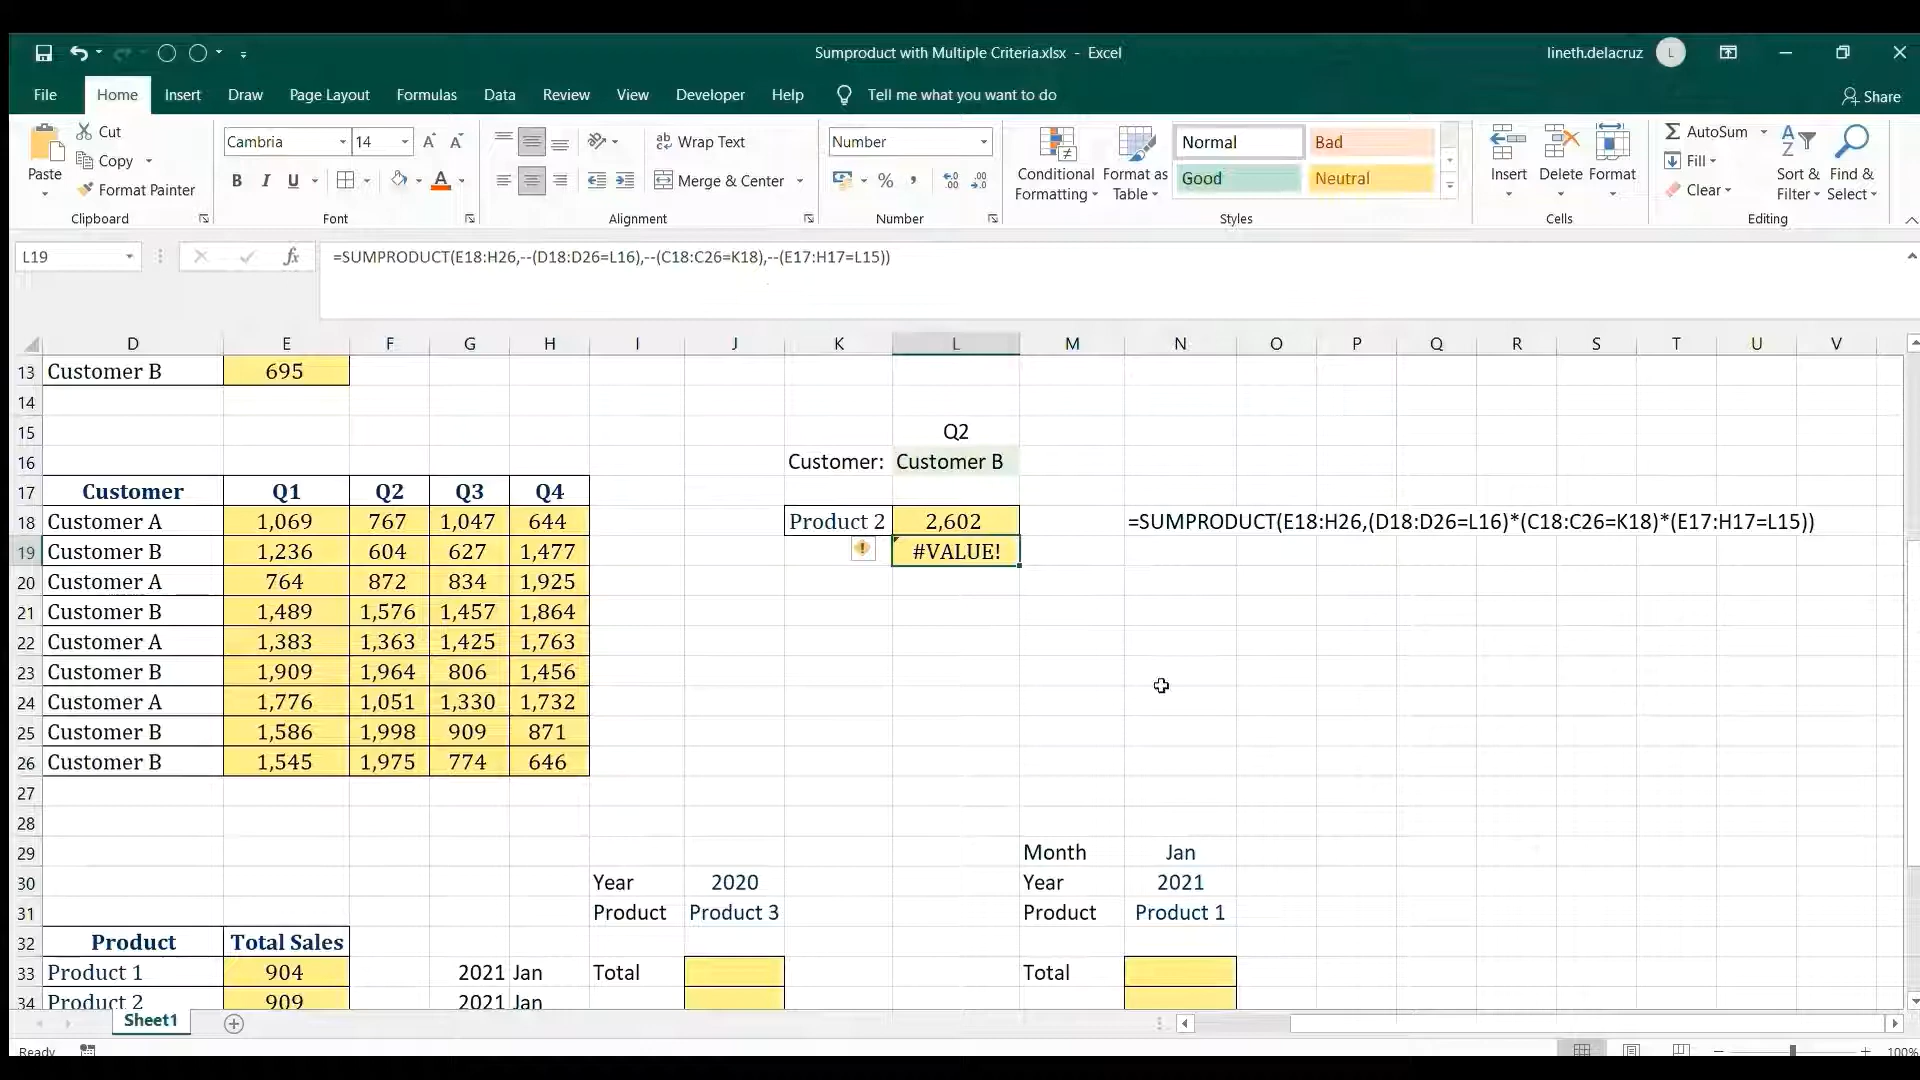 Sumproduct with Multiple Criteria.xlsx - Excel
lineth.delacruz
L
File Home Insert Draw Page Layout Formulas Data Review View Developer Help Tell me what you want to do
Share
Paste
Cut
Copy
Format Painter
Clipboard
Cambria 14
B I U
Font
Wrap Text
Merge & Center
Alignment
Number
%
Number
Conditional Formatting
Format as Table
Normal Bad
Good Neutral
Styles
Insert Delete Format
Cells
AutoSum
Fill
Clear
Sort & Filter
Find & Select
Editing
L19
fx
=SUMPRODUCT(E18:H26,--(D18:D26=L16),--(C18:C26=K18),--(E17:H17=L15))
D E F G H I J K L M N O P Q R S T U V
13 Customer B 695
14
15 Q2
16 Customer: Customer B
17 Customer Q1 Q2 Q3 Q4
18 Customer A 1,069 767 1,047 644 Product 2 2,602 =SUMPRODUCT(E18:H26,(D18:D26=L16)*(C18:C26=K18)*(E17:H17=L15))
19 Customer B 1,236 604 627 1,477 #VALUE!
20 Customer A 764 872 834 1,925
21 Customer B 1,489 1,576 1,457 1,864
22 Customer A 1,383 1,363 1,425 1,763
23 Customer B 1,909 1,964 806 1,456
24 Customer A 1,776 1,051 1,330 1,732
25 Customer B 1,586 1,998 909 871
26 Customer B 1,545 1,975 774 646
27
28
29 Month Jan
30 Year 2020 Year 2021
31 Product Product 3 Product Product 1
32 Product Total Sales
33 Product 1 904 2021 Jan Total Total
34 Product 2 909 2021 Jan
Sheet1
Ready
100%